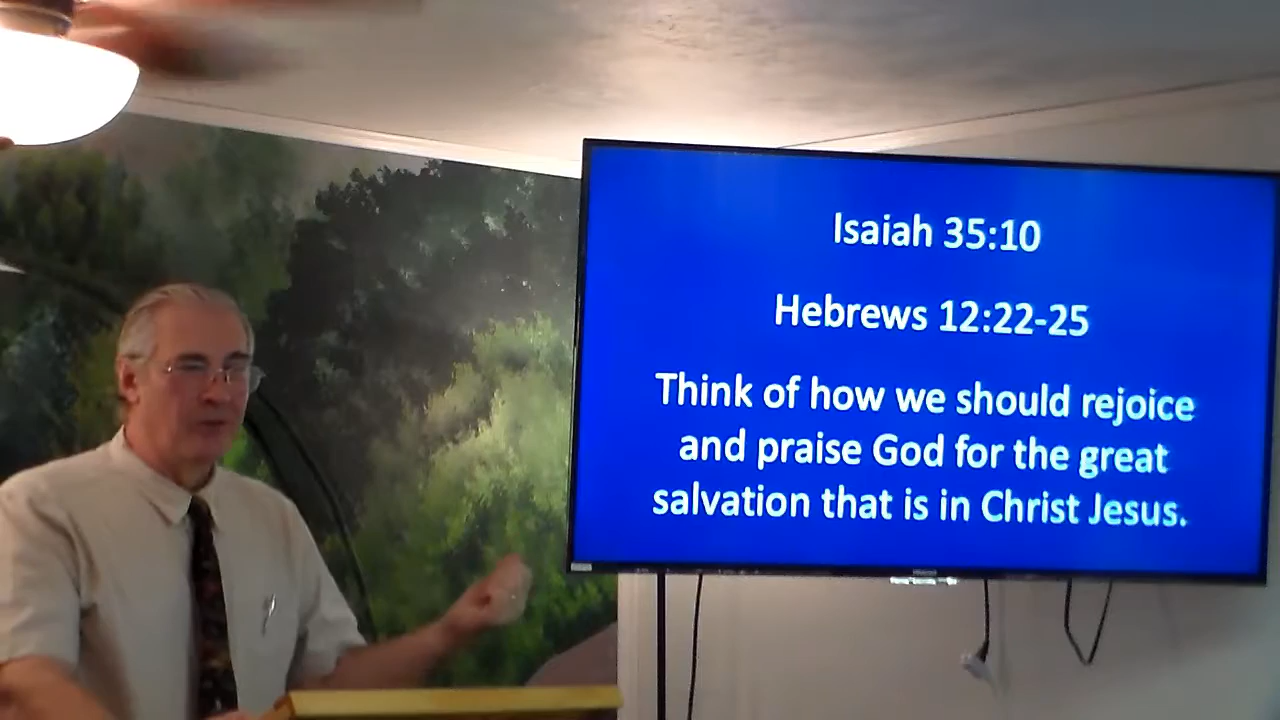 Isaiah 35:10
Hebrews 12:22-25
Think of how we should rejoice
and praise God for the great
salvation that is in Christ Jesus.